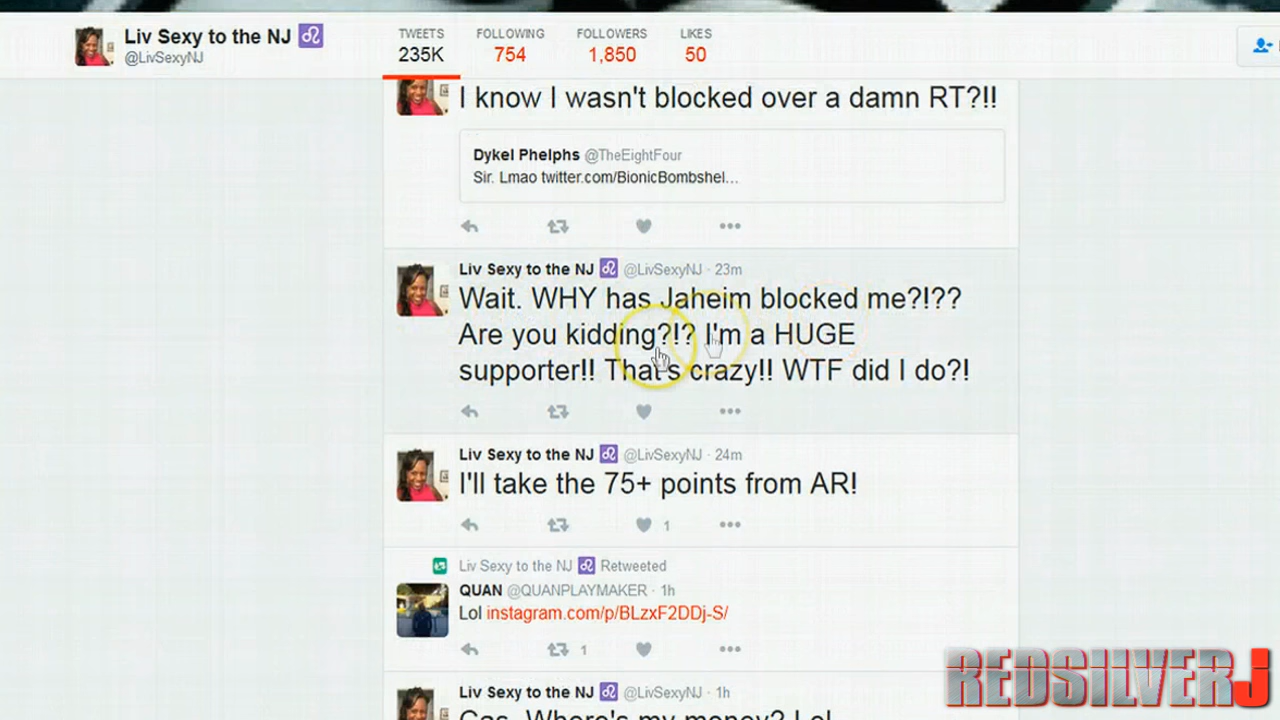 Liv Sexy to the NJ ♌
@LivSexyNJ
TWEETS FOLLOWING FOLLOWERS LIKES
235K 754 1,850 50
I know I wasn't blocked over a damn RT?!!
Dykel Phelphs @TheEightFour
Sir. Lmao twitter.com/BionicBombshel...
Liv Sexy to the NJ ♌ @LivSexyNJ · 23m
Wait. WHY has Jaheim blocked me?!??
Are you kidding?!? I'm a HUGE
supporter!! That's crazy!! WTF did I do?!
Liv Sexy to the NJ ♌ @LivSexyNJ · 24m
I'll take the 75+ points from AR!
1
Liv Sexy to the NJ ♌ Retweeted
QUAN @QUANPLAYMAKER · 1h
Lol instagram.com/p/BLzxF2DDj-S/
1
Liv Sexy to the NJ ♌ @LivSexyNJ · 1h
Gas. Where's my money? Lol
REDSILVERJ